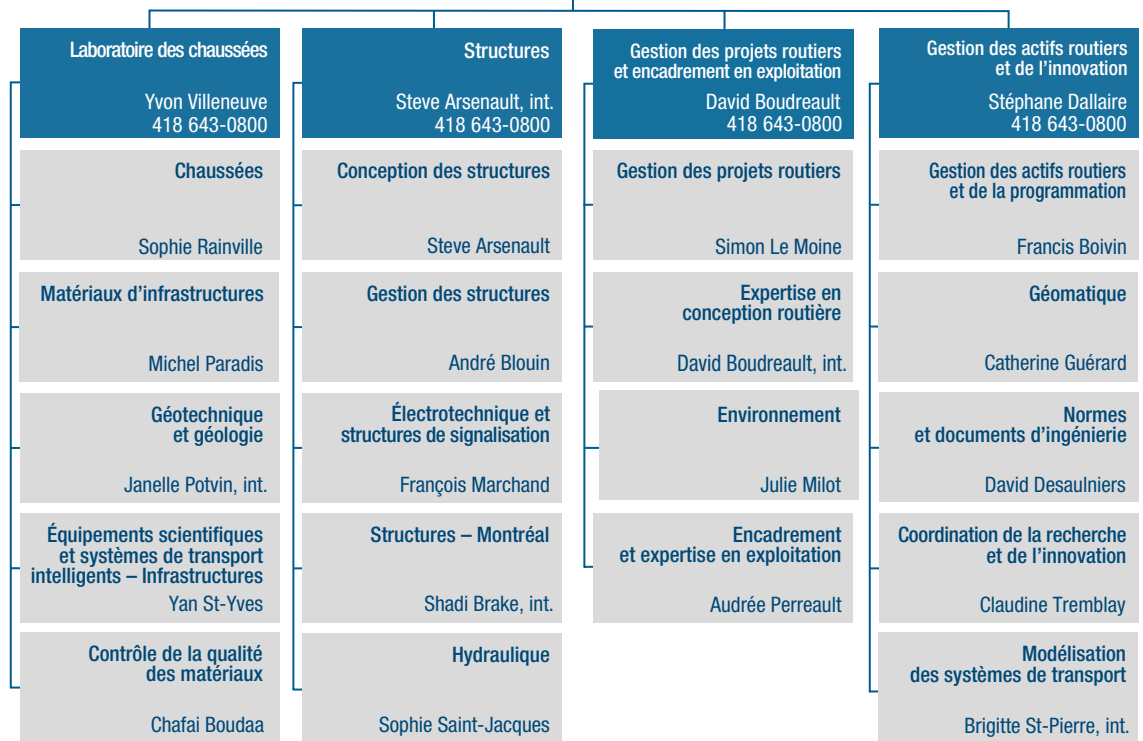 Laboratoire des chaussées
Yvon Villeneuve
418 643-0800
Chaussées
Sophie Rainville
Matériaux d'infrastructures
Michel Paradis
Géotechnique
et géologie
Janelle Potvin, int.
Équipements scientifiques
et systèmes de transport
intelligents – Infrastructures
Yan St-Yves
Contrôle de la qualité
des matériaux
Chafai Boudaa
Structures
Steve Arsenault, int.
418 643-0800
Conception des structures
Steve Arsenault
Gestion des structures
André Blouin
Électrotechnique et
structures de signalisation
François Marchand
Structures – Montréal
Shadi Brake, int.
Hydraulique
Sophie Saint-Jacques
Gestion des projets routiers
et encadrement en exploitation
David Boudreault
418 643-0800
Gestion des projets routiers
Simon Le Moine
Expertise en
conception routière
David Boudreault, int.
Environnement
Julie Milot
Encadrement
et expertise en exploitation
Audrée Perreault
Gestion des actifs routiers
et de l'innovation
Stéphane Dallaire
418 643-0800
Gestion des actifs routiers
et de la programmation
Francis Boivin
Géomatique
Catherine Guérard
Normes
et documents d'ingénierie
David Desaulniers
Coordination de la recherche
et de l'innovation
Claudine Tremblay
Modélisation
des systèmes de transport
Brigitte St-Pierre, int.